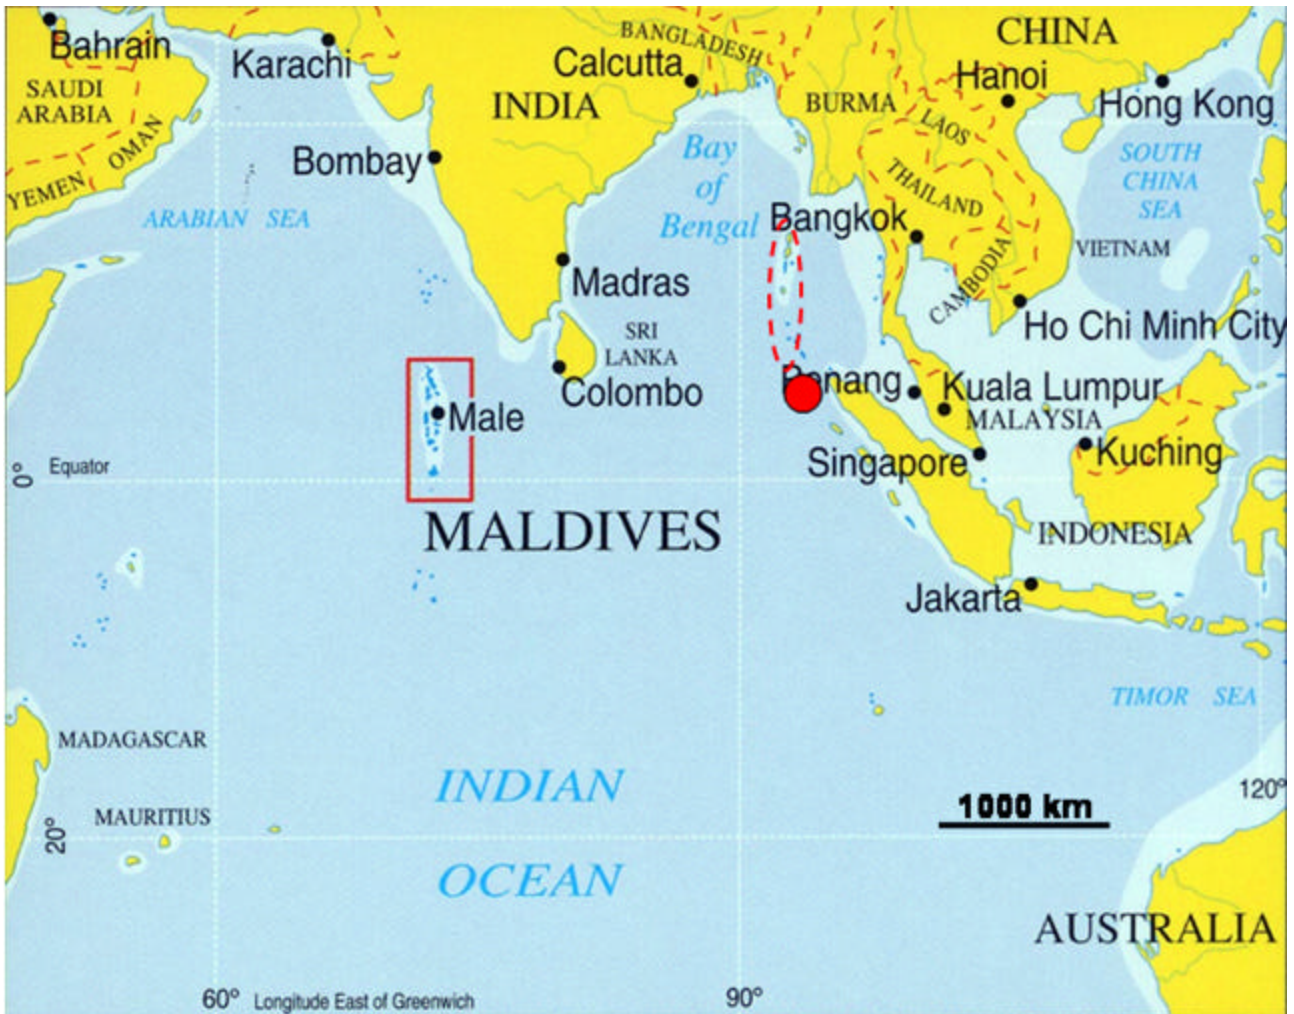 CHINA
BANGLADESH
Bahrain
Karachi
Calcutta
Hanoi
SAUDI
ARABIA
INDIA
BURMA
Hong Kong
OMAN
LAOS
Bombay
Bay
of
Bengal
SOUTH
CHINA
SEA
YEMEN
THAILAND
ARABIAN SEA
Bangkok
VIETNAM
CAMBODIA
Madras
SRI
LANKA
Ho Chi Minh City
Colombo
Penang
Kuala Lumpur
Male
MALAYSIA
Singapore
Kuching
0°
Equator
MALDIVES
INDONESIA
Jakarta
TIMOR SEA
MADAGASCAR
INDIAN
120°
1000 km
MAURITIUS
20°
OCEAN
AUSTRALIA
60°
Longitude East of Greenwich
90°